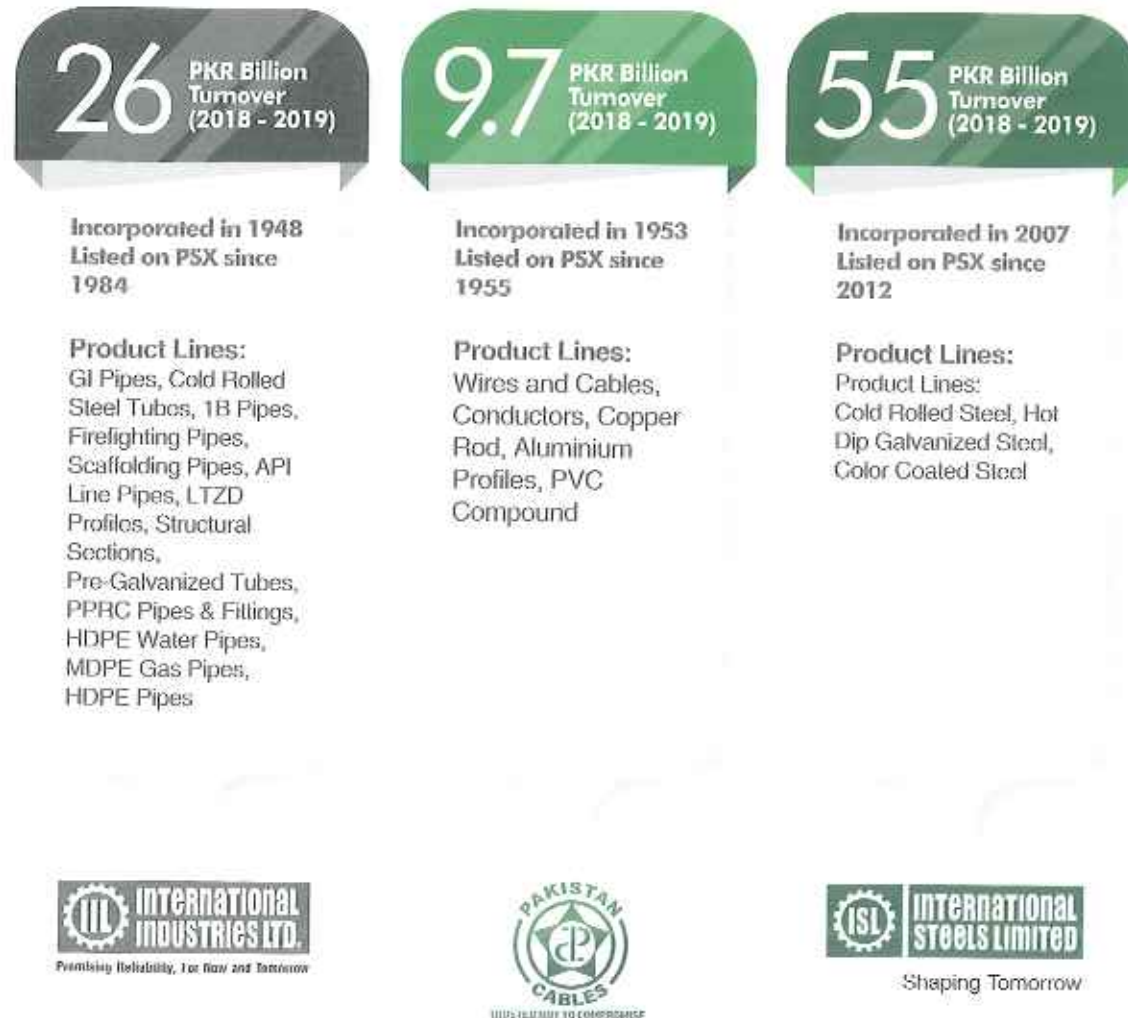 26 PKR Billion
Turnover
(2018 - 2019)
Incorporated in 1948
Listed on PSX since
1984
Product Lines:
GI Pipes, Cold Rolled
Steel Tubes, 1B Pipes,
Firefighting Pipes,
Scaffolding Pipes, API
Line Pipes, LTZD
Profiles, Structural
Sections,
Pre-Galvanized Tubes,
PPRC Pipes & Fittings,
HDPE Water Pipes,
MDPE Gas Pipes,
HDPE Pipes
IIL INTERNATIONAL
INDUSTRIES LTD.
Promising Reliability, For Now and Tomorrow
9.7 PKR Billion
Turnover
(2018 - 2019)
Incorporated in 1953
Listed on PSX since
1955
Product Lines:
Wires and Cables,
Conductors, Copper
Rod, Aluminium
Profiles, PVC
Compound
PAKISTAN
CABLES
TO COMPROMISE
55 PKR Billion
Turnover
(2018 - 2019)
Incorporated in 2007
Listed on PSX since
2012
Product Lines:
Product Lines:
Cold Rolled Steel, Hot
Dip Galvanized Steel,
Color Coated Steel
ISL INTERNATIONAL
STEELS LIMITED
Shaping Tomorrow